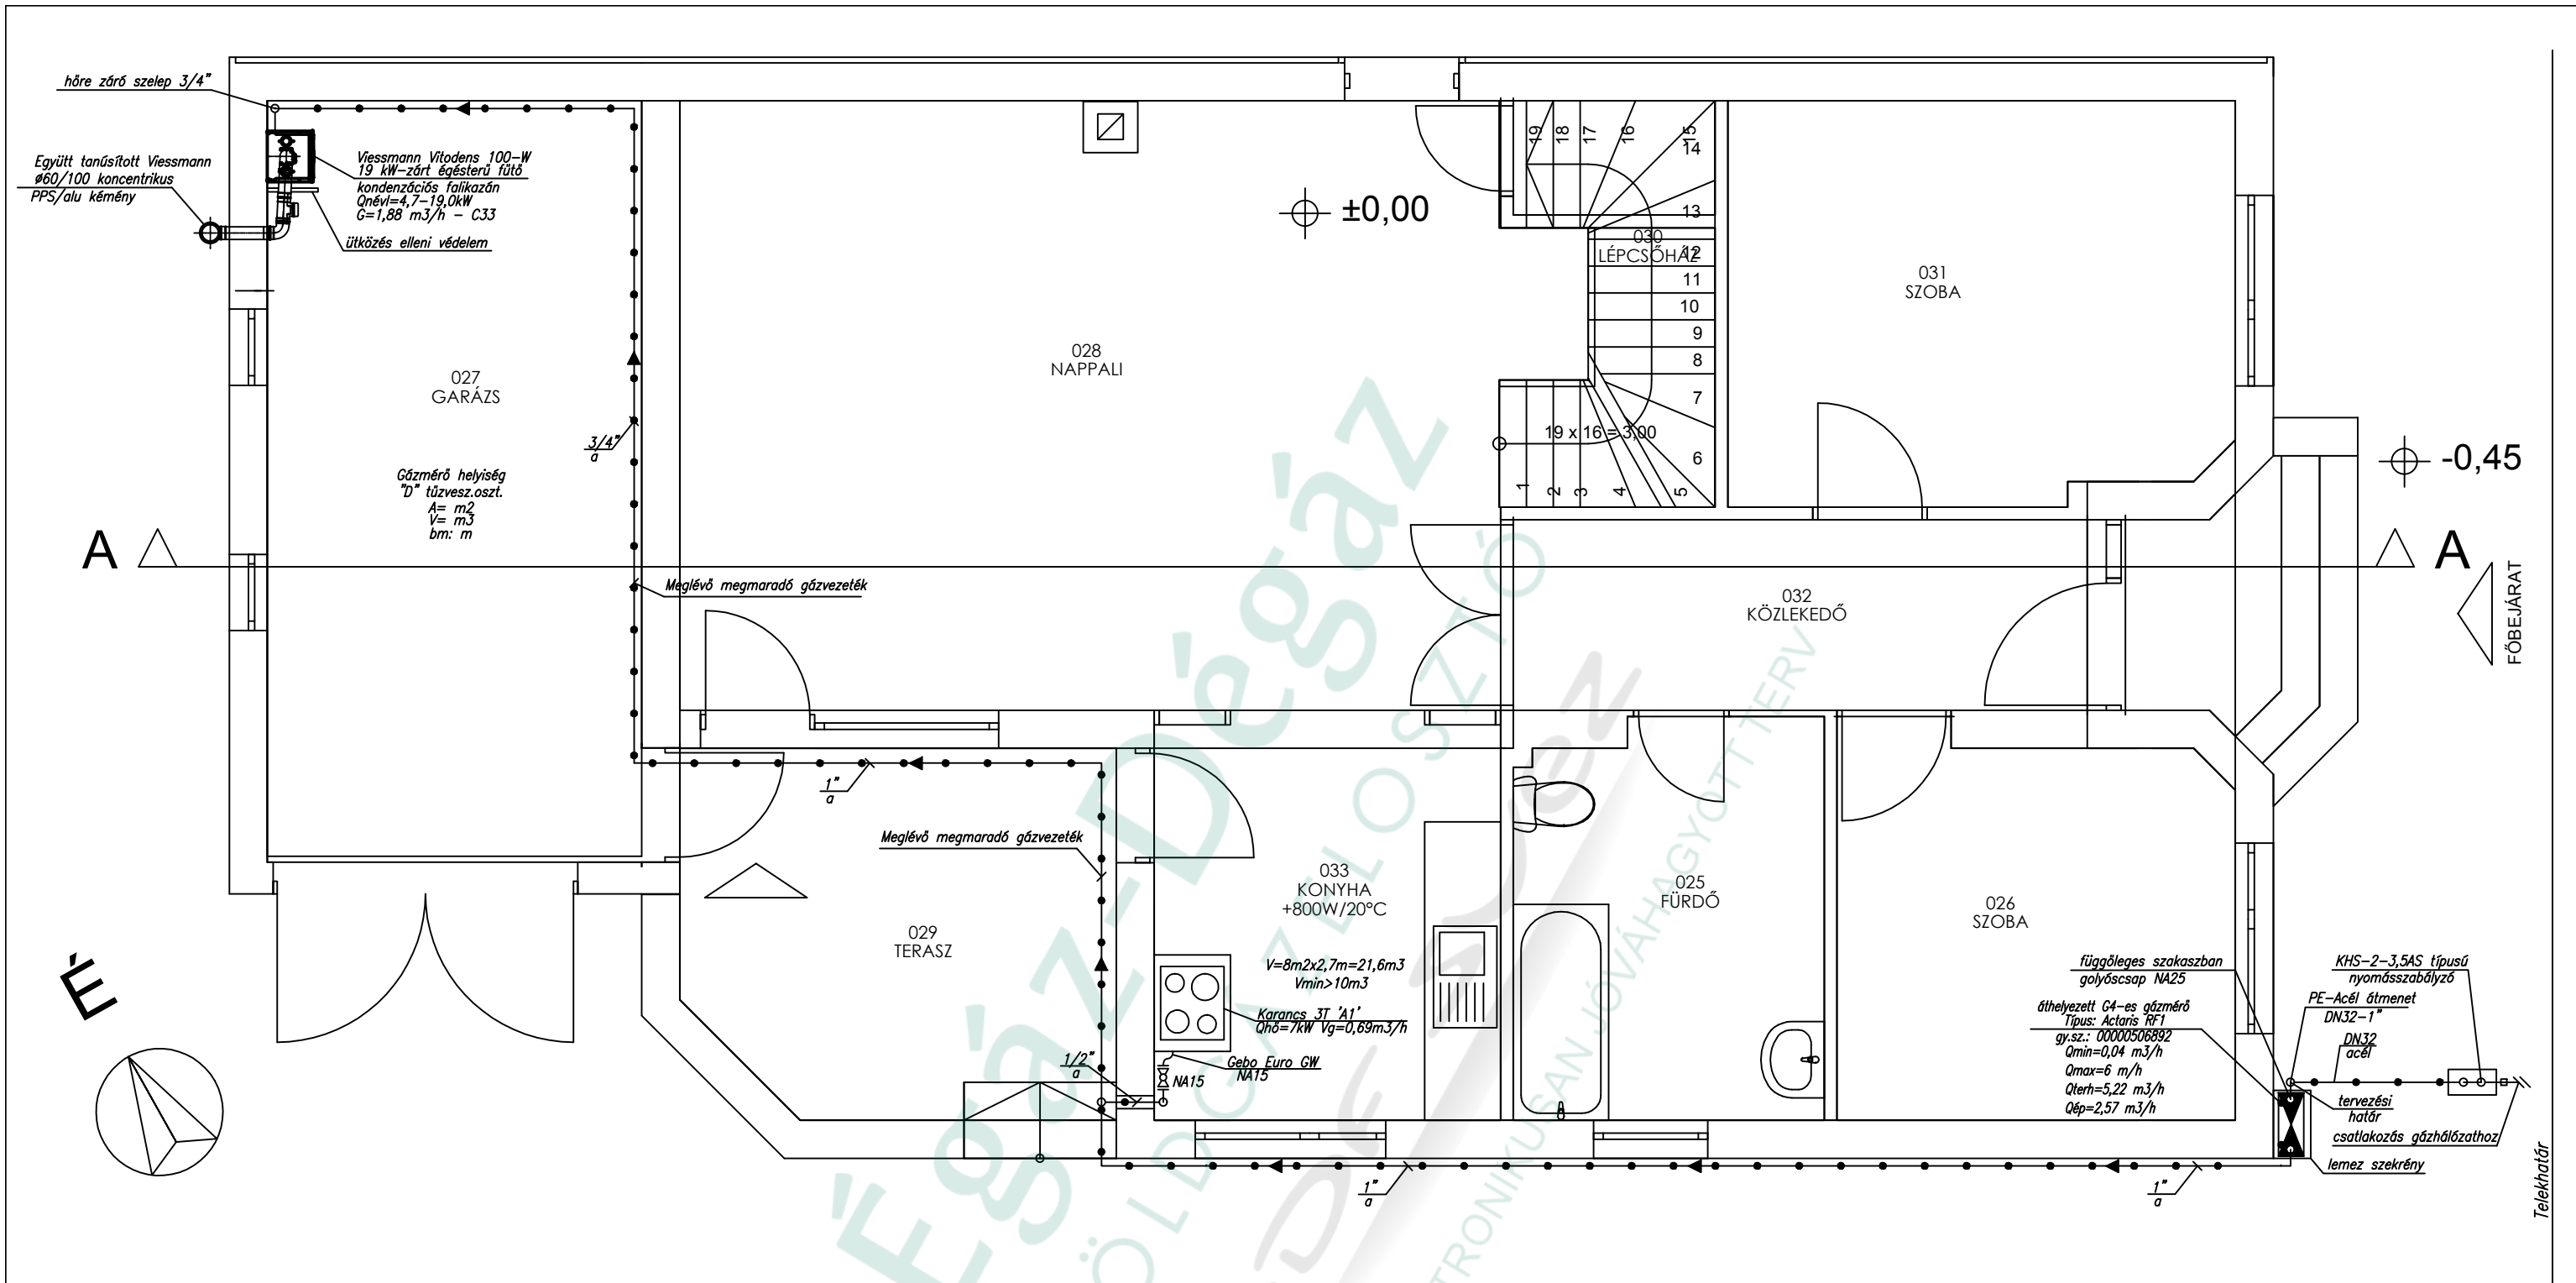 hőre záró szelep 3/4"
Együtt tanúsított Viessmann
ø60/100 koncentrikus
PPS/alu kémény
Viessmann Vitodens 100-W
19 kW-zárt égésterű fűtő
kondenzációs falikazán
Qnévl=4,7-19,0kW
G=1,88 m3/h - C33
ütközés elleni védelem
027
GARÁZS
3/4"
a
Gázmérő helyiség
"D" tűzvesz.oszt.
A= m2
V= m3
bm: m
A
Meglévő megmaradó gázvezeték
028
NAPPALI
±0,00
19
18
17
16
15
14
13
030
LÉPCSŐHÁZ
12
11
10
9
8
7
6
19 x 16 = 3,00
1
2
3
4
5
031
SZOBA
-0,45
A
FŐBEJÁRAT
032
KÖZLEKEDŐ
1"
a
Meglévő megmaradó gázvezeték
029
TERASZ
033
KONYHA
+800W/20°C
V=8m2x2,7m=21,6m3
Vmin>10m3
Karancs 3T 'A1'
Qhő=7kW Vg=0,69m3/h
Gebo Euro GW
NA15
NA15
1/2"
a
025
FÜRDŐ
026
SZOBA
függőleges szakaszban
golyóscsap NA25
áthelyezett G4-es gázmérő
Típus: Actaris RF1
gy.sz.: 00000506892
Qmin=0,04 m3/h
Qmax=6 m/h
Qterh=5,22 m3/h
Qép=2,57 m3/h
KHS-2-3,5AS típusú
nyomásszabályzó
PE-Acél átmenet
DN32-1"
DN32
acél
tervezési
határ
csatlakozás gázhálózathoz
lemez szekrény
Telekhatár
1"
a
1"
a
É
Égáz-Dégáz
ÖLDGÁZELOSZTÓ
TRONIKUSAN JÓVÁHAGYOTT TERV